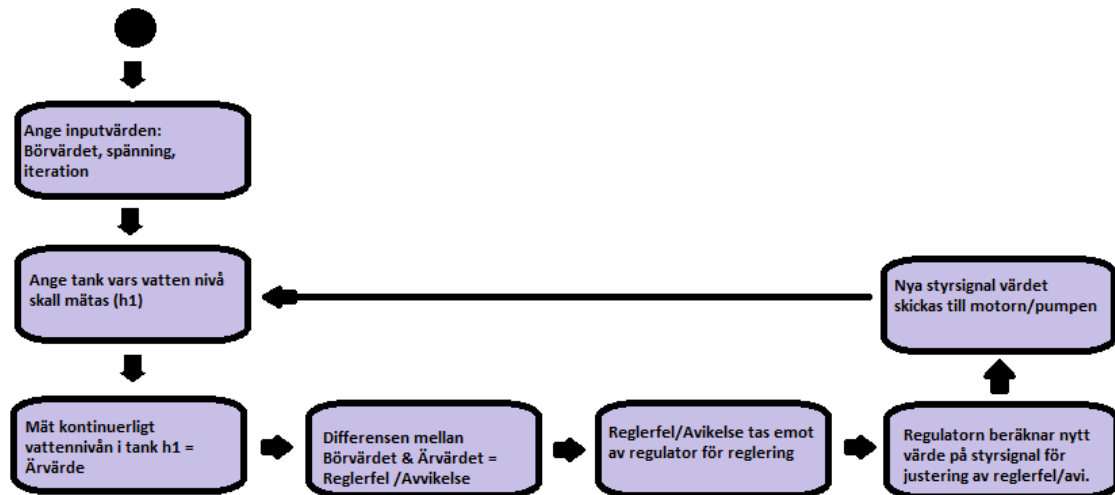 Ange inputvärden:
Börvärdet, spänning,
iteration
Ange tank vars vatten nivå
skall mätas (h1)
Mät kontinuerligt
vattennivån i tank h1 =
Ärvärde
Differensen mellan
Börvärdet & Ärvärdet =
Reglerfel /Avvikelse
Reglerfel/Avikelse tas emot
av regulator för reglering
Regulatorn beräknar nytt
värde på styrsignal för
justering av reglerfel/avi.
Nya styrsignal värdet
skickas till motorn/pumpen